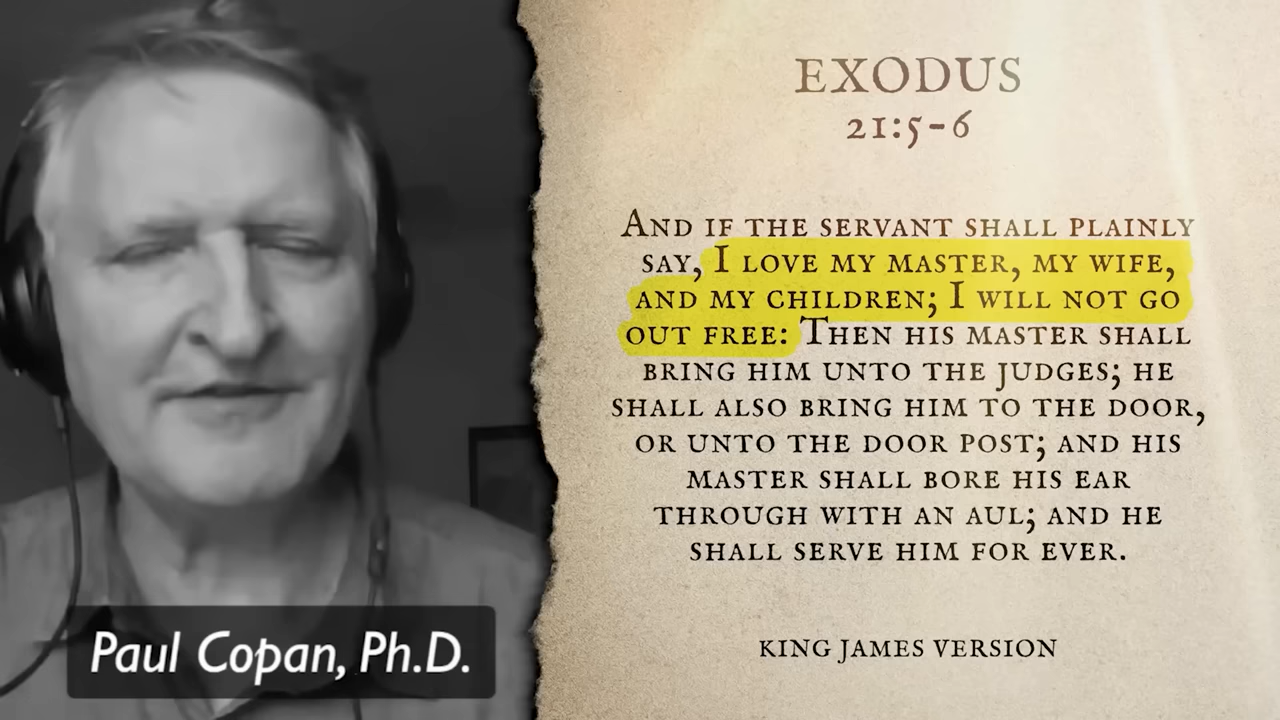 Paul Copan, Ph.D.
EXODUS
21:5-6
AND IF THE SERVANT SHALL PLAINLY
SAY, I LOVE MY MASTER, MY WIFE,
AND MY CHILDREN; I WILL NOT GO
OUT FREE: THEN HIS MASTER SHALL
BRING HIM UNTO THE JUDGES; HE
SHALL ALSO BRING HIM TO THE DOOR,
OR UNTO THE DOOR POST; AND HIS
MASTER SHALL BORE HIS EAR
THROUGH WITH AN AUL; AND HE
SHALL SERVE HIM FOR EVER.
KING JAMES VERSION